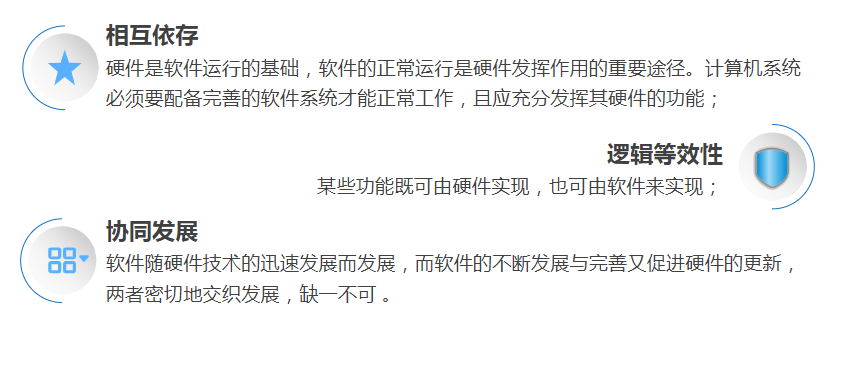 相互依存
硬件是软件运行的基础，软件的正常运行是硬件发挥作用的重要途径。计算机系统
必须要配备完善的软件系统才能正常工作，且应充分发挥其硬件的功能；
逻辑等效性
某些功能既可由硬件实现，也可由软件来实现；
协同发展
软件随硬件技术的迅速发展而发展，而软件的不断发展与完善又促进硬件的更新，
两者密切地交织发展，缺一不可 。